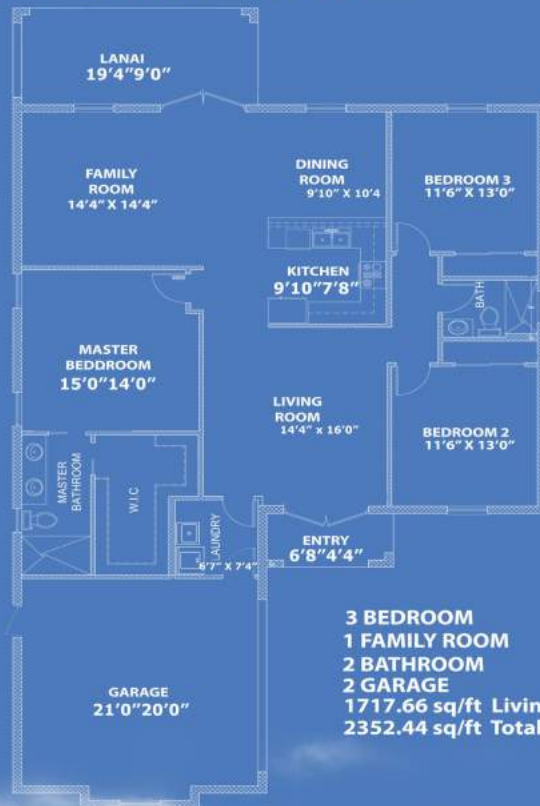 LANAI
19'4"9'0"
FAMILY
ROOM
14'4" X 14'4"
DINING
ROOM
9'10" X 10'4
BEDROOM 3
11'6" X 13'0"
KITCHEN
9'10"7'8"
BATH
MASTER
BEDDROOM
15'0"14'0"
LIVING
ROOM
14'4" x 16'0"
BEDROOM 2
11'6" X 13'0"
MASTER
BATHROOM
W.I.C
LAUNDRY
6'7" X 7'4"
ENTRY
6'8"4'4"
GARAGE
21'0"20'0"
3 BEDROOM
1 FAMILY ROOM
2 BATHROOM
2 GARAGE
1717.66 sq/ft Livin
2352.44 sq/ft Total